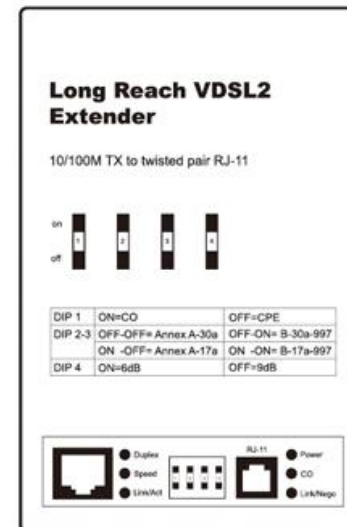 Long Reach VDSL2
Extender
10/100M TX to twisted pair RJ-11
on
1 2 3 4
off
DIP 1 ON=CO OFF=CPE
DIP 2-3 OFF-OFF= Annex A-30a OFF-ON= B-30a-997
ON -OFF= Annex A-17a ON -ON= B-17a-997
DIP 4 ON=6dB OFF=9dB
Duplex
Speed
Link/Act
RJ-11
Power
CO
Link/Nego